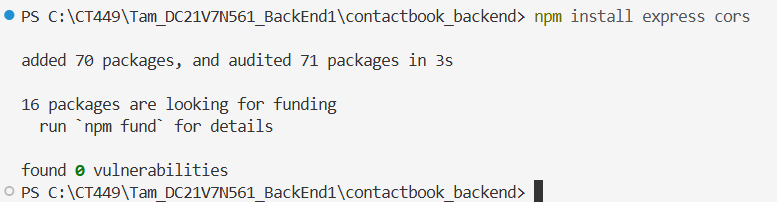 PS C:\CT449\Tam_DC21V7N561_BackEnd1\contactbook_backend> npm install express cors
added 70 packages, and audited 71 packages in 3s
16 packages are looking for funding
  run `npm fund` for details
found 0 vulnerabilities
PS C:\CT449\Tam_DC21V7N561_BackEnd1\contactbook_backend>